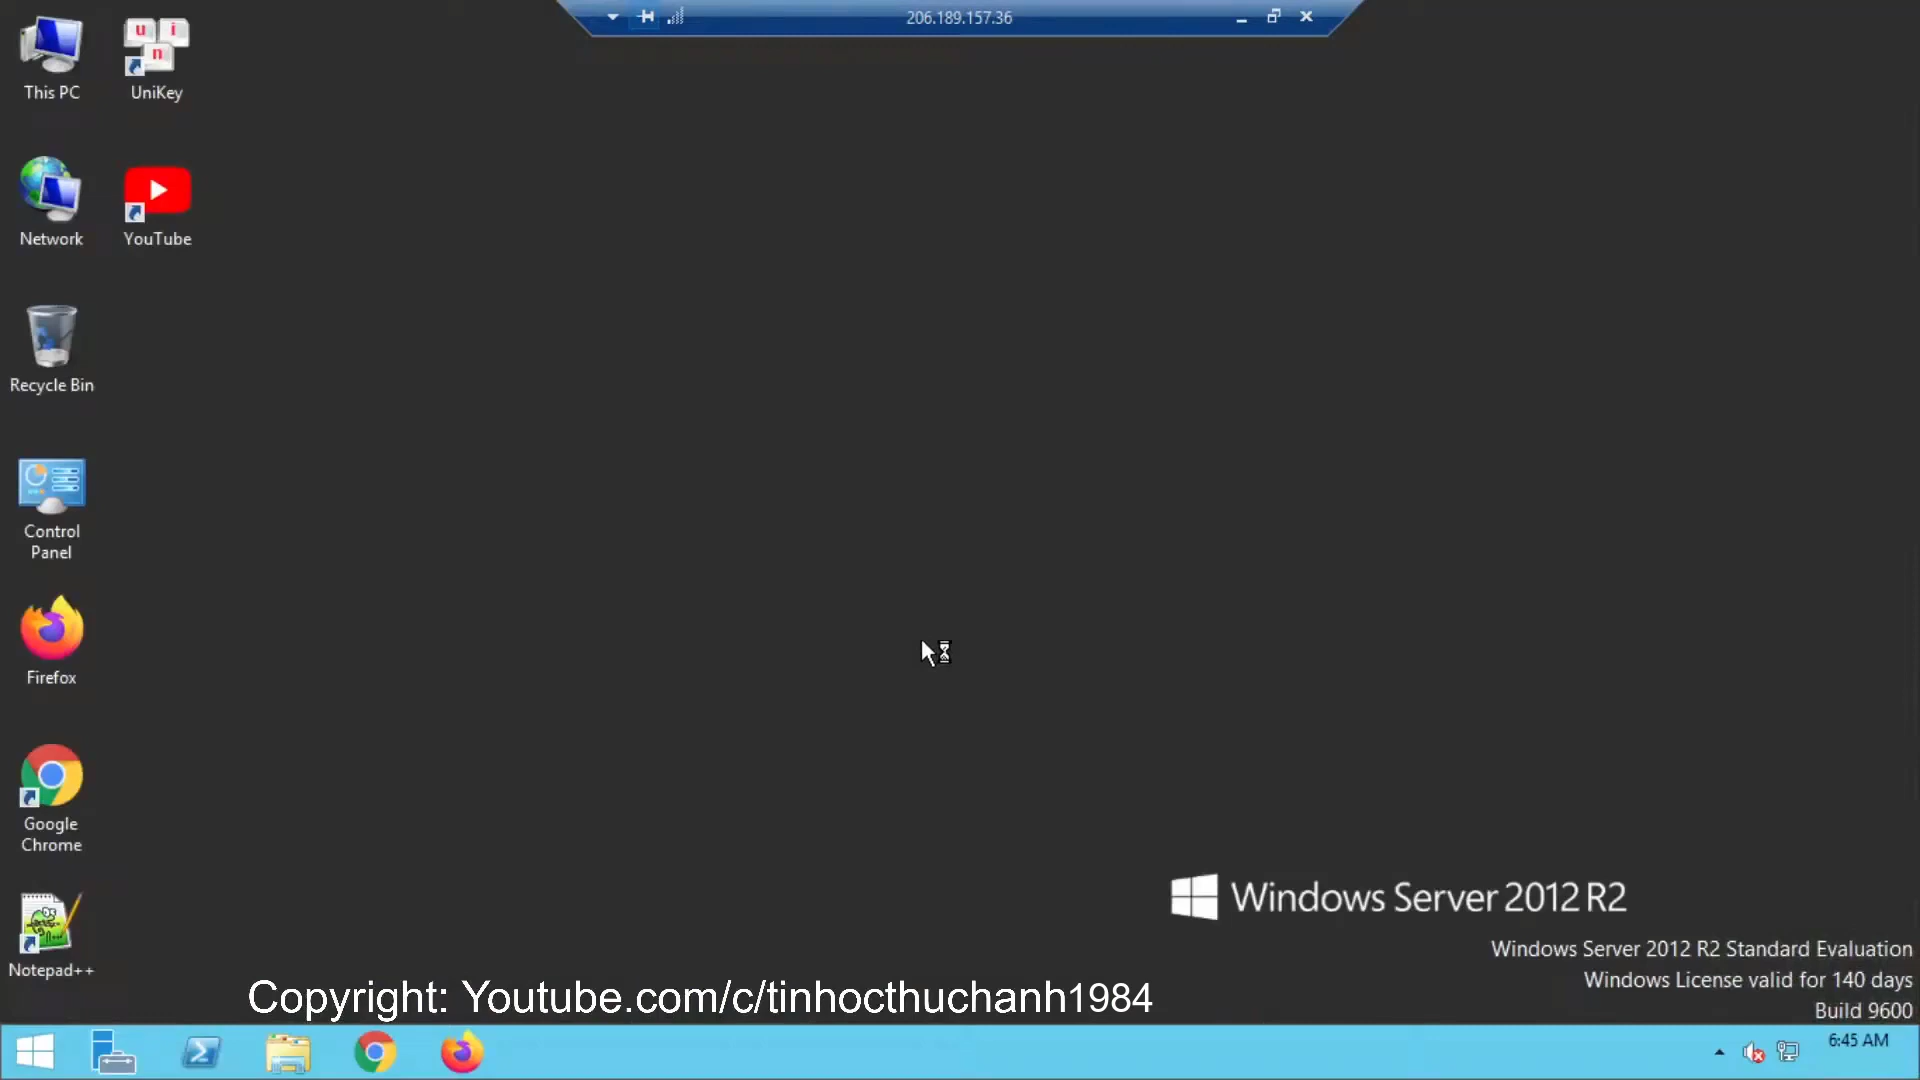 206.189.157.36
This PC
UniKey
Network
YouTube
Recycle Bin
Control
Panel
Firefox
Google
Chrome
Notepad++
Windows Server 2012 R2
Windows Server 2012 R2 Standard Evaluation
Windows License valid for 140 days
Build 9600
Copyright: Youtube.com/c/tinhocthuchanh1984
6:45 AM